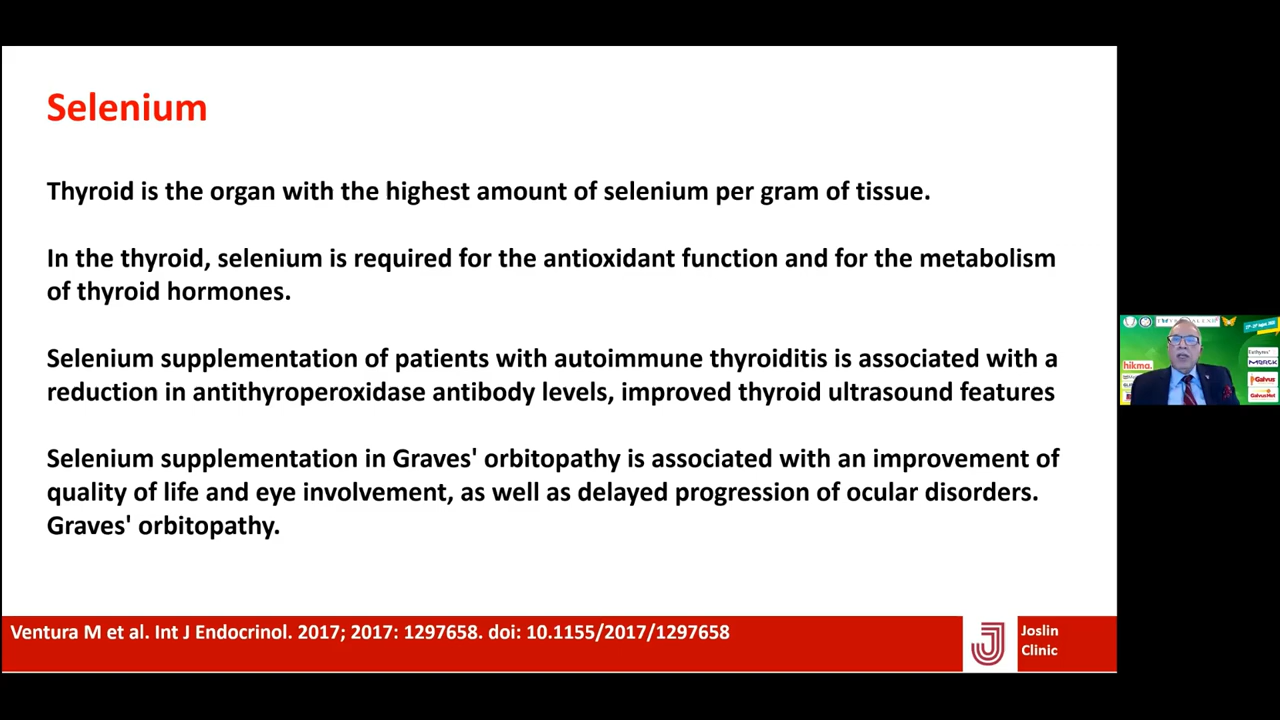 Selenium
Thyroid is the organ with the highest amount of selenium per gram of tissue.
In the thyroid, selenium is required for the antioxidant function and for the metabolism
of thyroid hormones.
Selenium supplementation of patients with autoimmune thyroiditis is associated with a
reduction in antithyroperoxidase antibody levels, improved thyroid ultrasound features
Selenium supplementation in Graves' orbitopathy is associated with an improvement of
quality of life and eye involvement, as well as delayed progression of ocular disorders.
Graves' orbitopathy.
Ventura M et al. Int J Endocrinol. 2017; 2017: 1297658. doi: 10.1155/2017/1297658
Joslin
Clinic
hikma.
MERCK
Galvus
GalvusMet